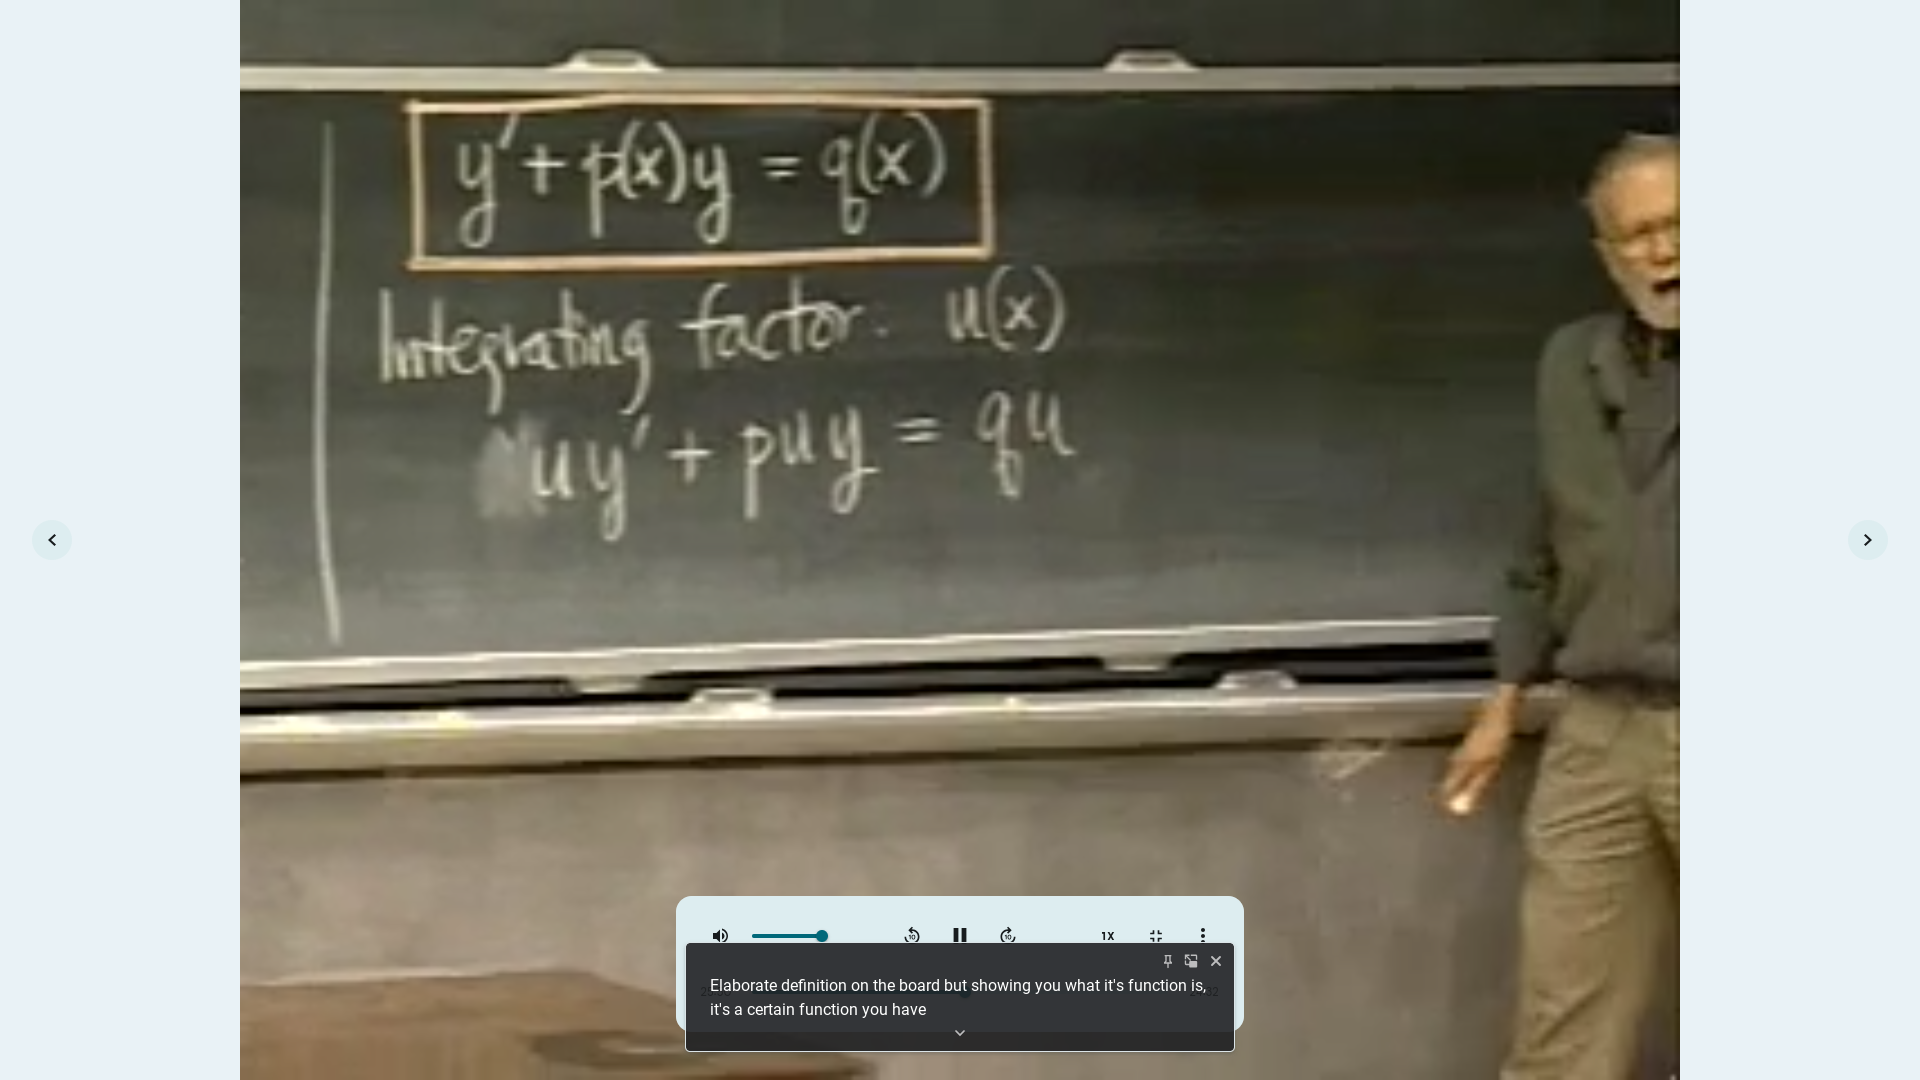 y' + p(x)y = q(x)
Integrating factor: u(x)
uy' + puy = qu
1X
Elaborate definition on the board but showing you what it's function is,
it's a certain function you have